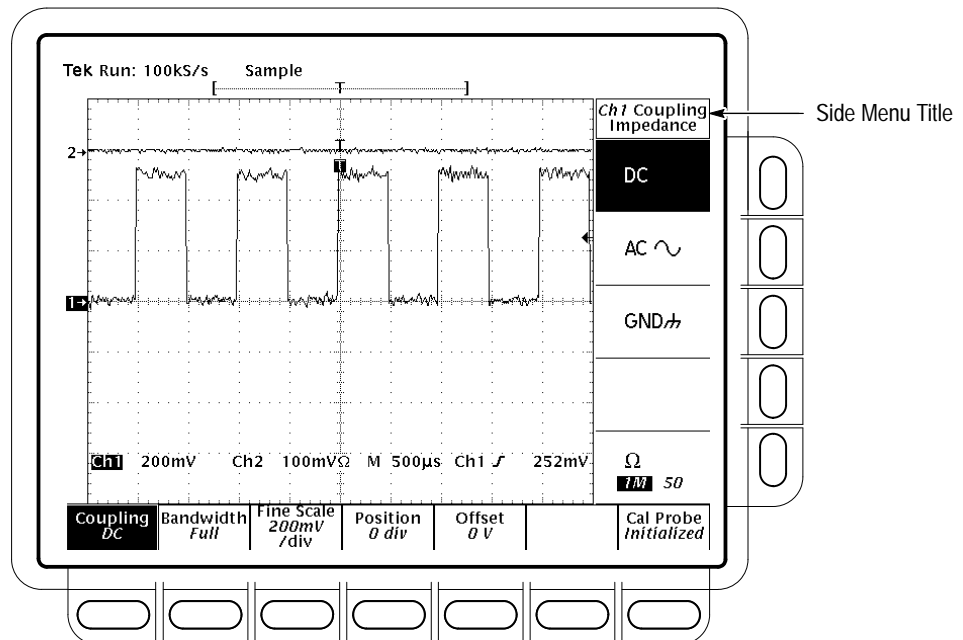 Tek Run: 100kS/s Sample
[ T ]
Ch1 Coupling
Impedance
Side Menu Title
T
2→
T
DC
AC
1→
GND
Ch1 200mV Ch2 100mVΩ M 500µs Ch1 252mV
Ω
1M 50
Coupling
DC
Bandwidth
Full
Fine Scale
200mV
/div
Position
0 div
Offset
0 V
Cal Probe
Initialized